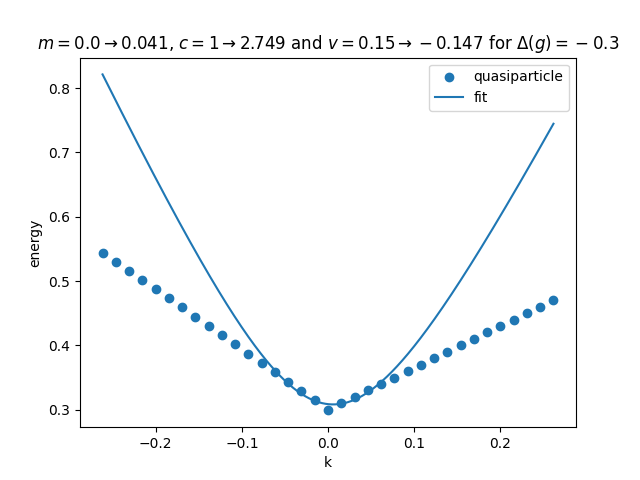 m = 0.0 → 0.041, c = 1 → 2.749 and v = 0.15 → − 0.147 for Δ(g) = − 0.3
quasiparticle
fit
0.8
0.7
0.6
0.5
0.4
0.3
energy
−0.2 −0.1 0.0 0.1 0.2
k